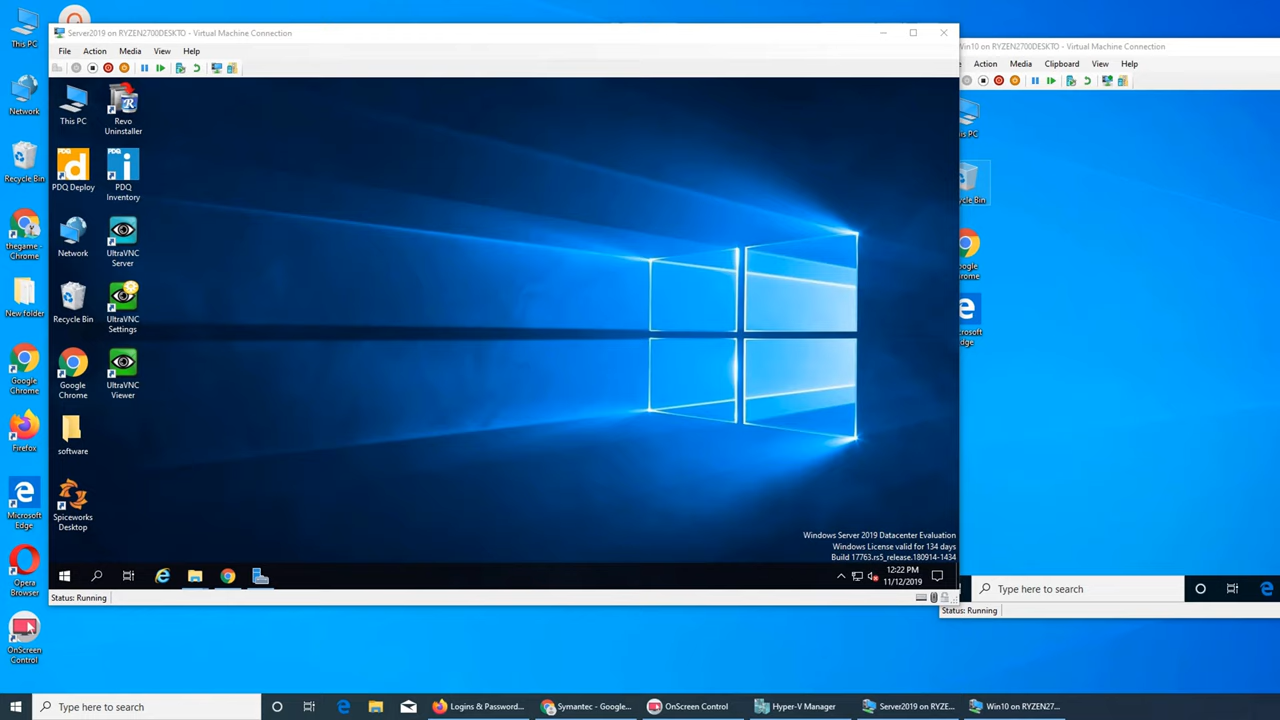 This PC
Network
Recycle Bin
thegame -
Chrome
New folder
Google
Chrome
Firefox
Microsoft
Edge
Opera
Browser
OnScreen
Control
Server2019 on RYZEN2700DESKTO - Virtual Machine Connection
File Action Media View Help
This PC
Revo
Uninstaller
PDQ
PDQ
PDQ Deploy
PDQ
Inventory
Network
UltraVNC
Server
Recycle Bin
UltraVNC
Settings
Google
Chrome
UltraVNC
Viewer
software
Spiceworks
Desktop
Windows Server 2019 Datacenter Evaluation
Windows License valid for 134 days
Build 17763.rs5_release.180914-1434
12:22 PM
11/12/2019
Status: Running
Win10 on RYZEN2700DESKTO - Virtual Machine Connection
Action Media Clipboard View Help
Type here to search
Status: Running
Type here to search
Logins & Password...
Symantec - Google...
OnScreen Control
Hyper-V Manager
Server2019 on RYZE...
Win10 on RYZEN27...